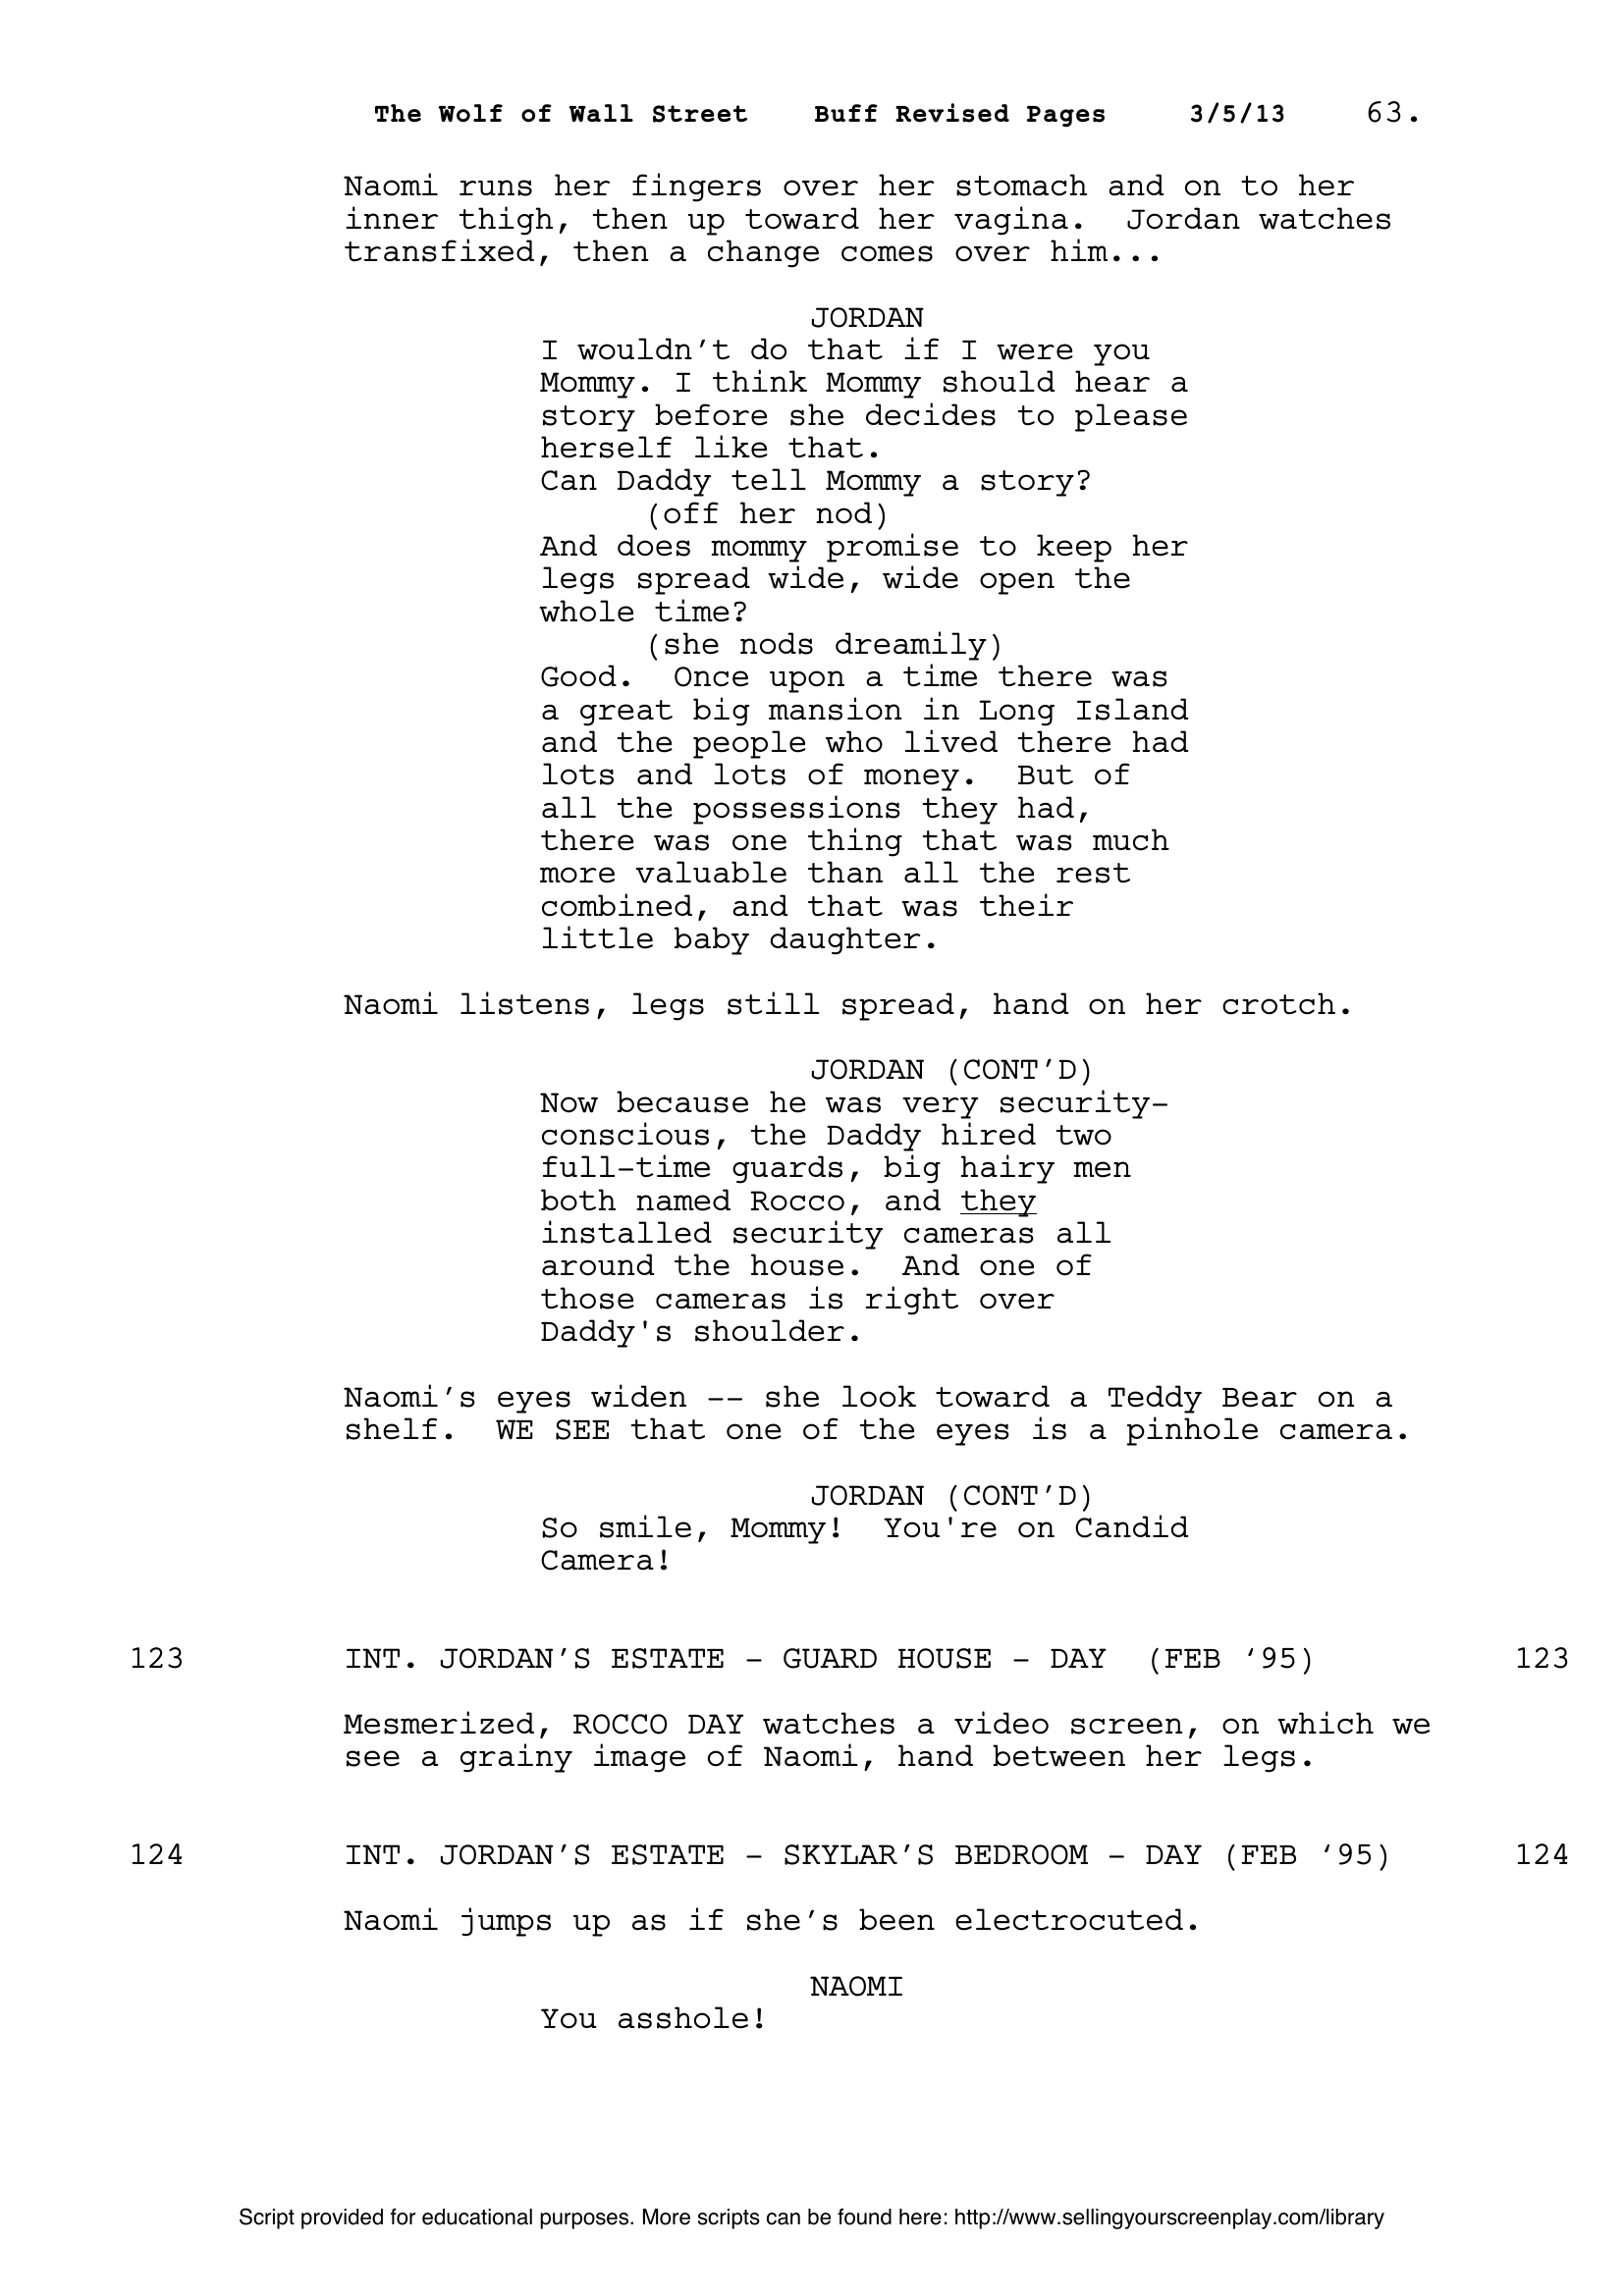 The Wolf of Wall Street Buff Revised Pages 3/5/13 63.
Naomi runs her fingers over her stomach and on to her
inner thigh, then up toward her vagina. Jordan watches
transfixed, then a change comes over him...
JORDAN
I wouldn’t do that if I were you
Mommy. I think Mommy should hear a
story before she decides to please
herself like that.
Can Daddy tell Mommy a story?
(off her nod)
And does mommy promise to keep her
legs spread wide, wide open the
whole time?
(she nods dreamily)
Good. Once upon a time there was
a great big mansion in Long Island
and the people who lived there had
lots and lots of money. But of
all the possessions they had,
there was one thing that was much
more valuable than all the rest
combined, and that was their
little baby daughter.
Naomi listens, legs still spread, hand on her crotch.
JORDAN (CONT’D)
Now because he was very security-
conscious, the Daddy hired two
full-time guards, big hairy men
both named Rocco, and they
installed security cameras all
around the house. And one of
those cameras is right over
Daddy's shoulder.
Naomi’s eyes widen -- she look toward a Teddy Bear on a
shelf. WE SEE that one of the eyes is a pinhole camera.
JORDAN (CONT’D)
So smile, Mommy! You're on Candid
Camera!
123 INT. JORDAN’S ESTATE - GUARD HOUSE - DAY (FEB ‘95) 123
Mesmerized, ROCCO DAY watches a video screen, on which we
see a grainy image of Naomi, hand between her legs.
124 INT. JORDAN’S ESTATE - SKYLAR’S BEDROOM - DAY (FEB ‘95) 124
Naomi jumps up as if she’s been electrocuted.
NAOMI
You asshole!
Script provided for educational purposes. More scripts can be found here: http://www.sellingyourscreenplay.com/library